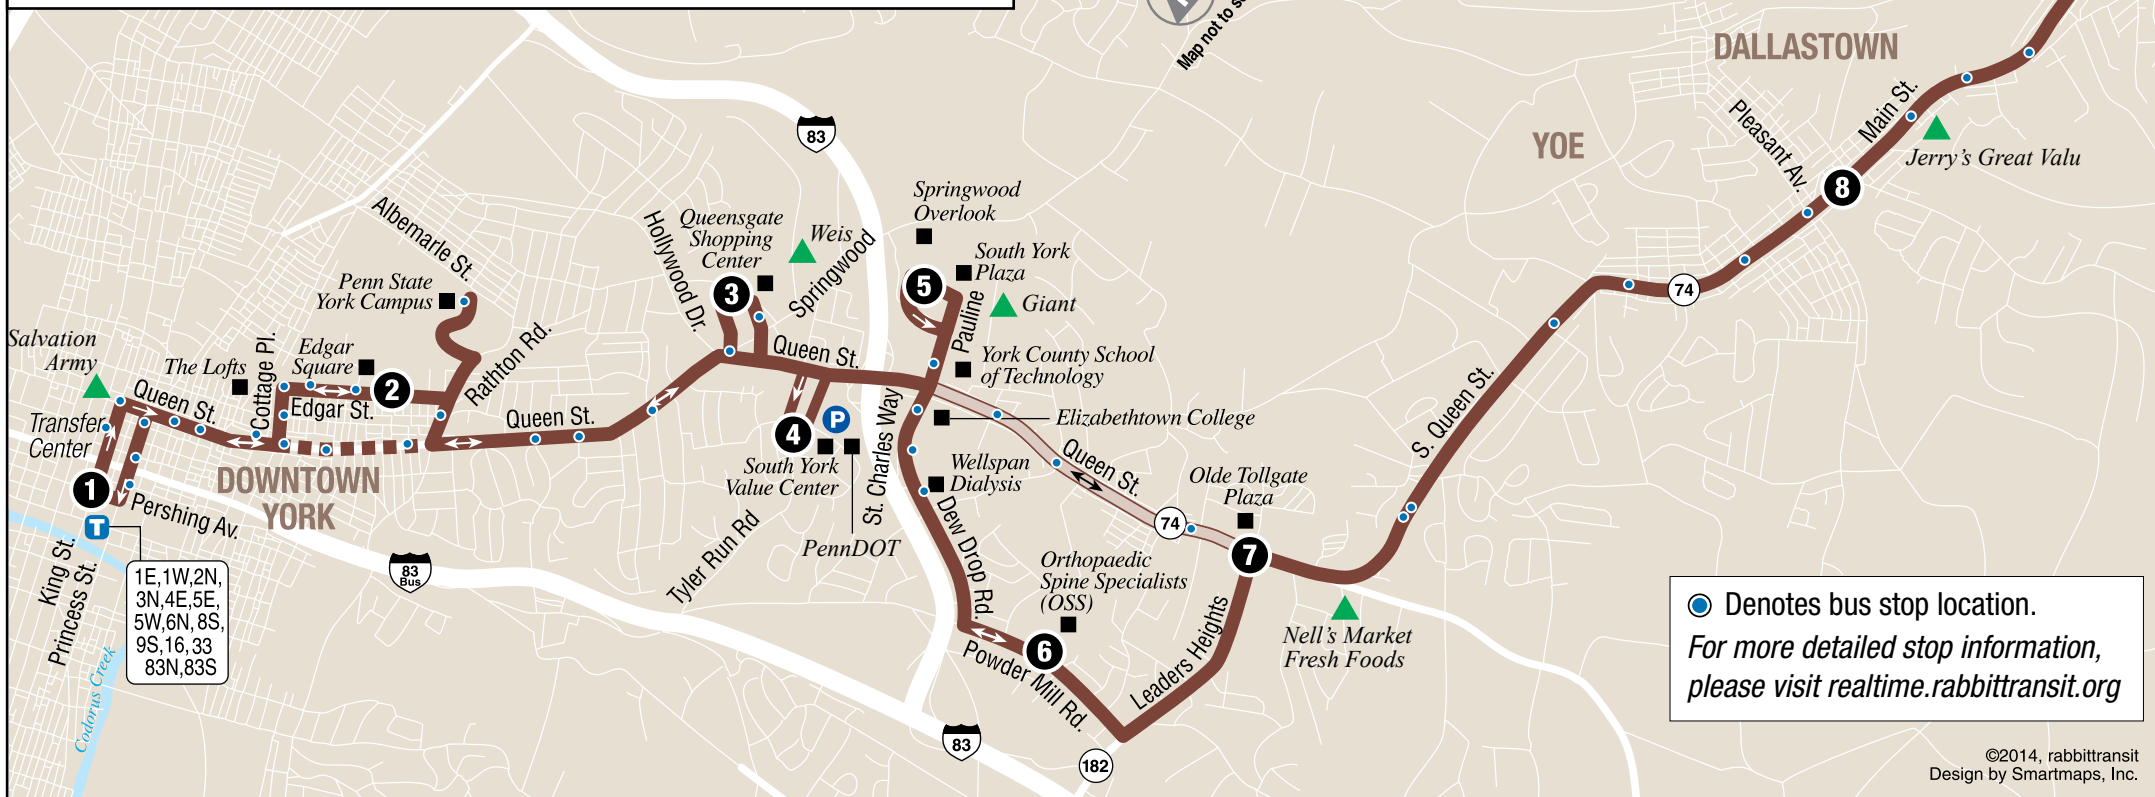 Map not to s
83
DALLASTOWN
YOE
Pleasant Av.
Main St.
Jerry's Great Valu
8
74
Albemarle St.
Penn State
York Campus
Hollywood Dr.
Queensgate
Shopping
Center
Weis
Springwood
3
Springwood
Overlook
South York
Plaza
5
Giant
Pauline
York County School
of Technology
Salvation
Army
The Lofts
Edgar
Square
Cottage Pl.
2
Edgar St.
Rathton Rd.
Queen St.
Queen St.
Queen St.
Transfer
Center
1
T
Pershing Av.
DOWNTOWN
YORK
King St.
Princess St.
Codorus Creek
1E,1W,2N,
3N,4E,5E,
5W,6N,8S,
9S,16,33
83N,83S
83
Bus
4
P
South York
Value Center
PennDOT
Tyler Run Rd
St. Charles Way
Elizabethtown College
Wellspan
Dialysis
Dew Drop Rd.
Queen St.
74
Olde Tollgate
Plaza
7
S. Queen St.
Orthopaedic
Spine Specialists
(OSS)
6
Powder Mill Rd.
Leaders Heights
Nell's Market
Fresh Foods
83
182
Denotes bus stop location.
For more detailed stop information,
please visit realtime.rabbittransit.org
©2014, rabbittransit
Design by Smartmaps, Inc.